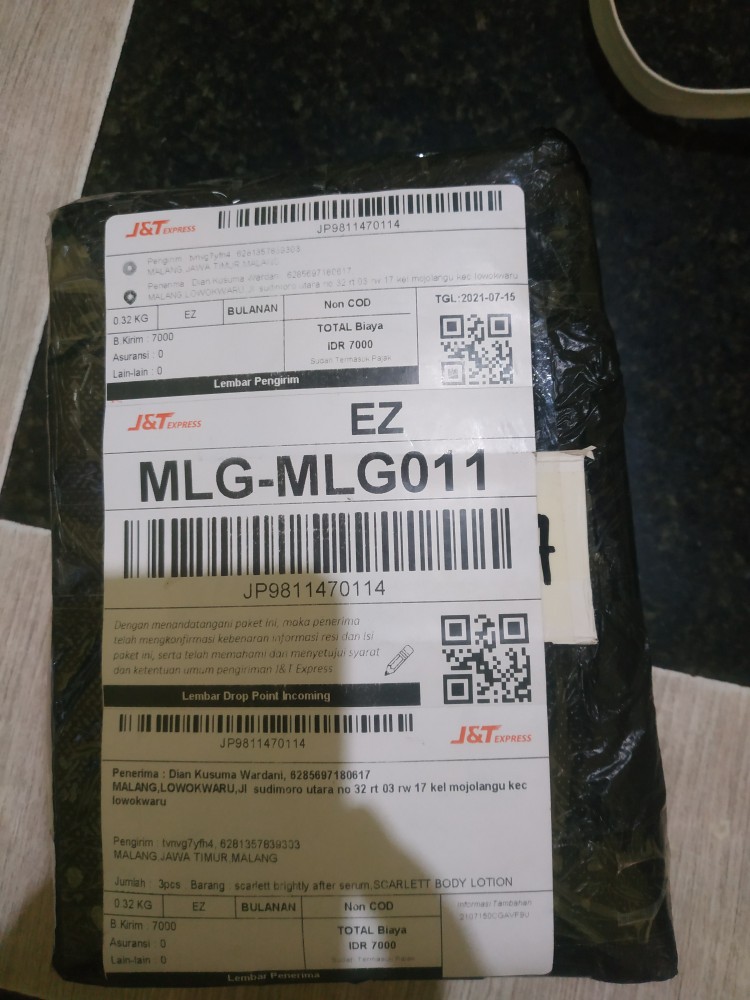 J&T EXPRESS
JP9811470114
Pengirim : tvnvg7yfh4, 6281357839303
MALANG,JAWA TIMUR,MALANG
Penerima : Dian Kusuma Wardani, 6285697180617
MALANG,LOWOKWARU,Jl sudimoro utara no 32 rt 03 rw 17 kel mojolangu kec lowokwaru
0.32 KG EZ BULANAN Non COD TGL:2021-07-15
B.Kirim : 7000
Asuransi : 0
Lain-lain : 0
TOTAL Biaya
IDR 7000
Sudah Termasuk Pajak
Lembar Pengirim
J&T EXPRESS EZ
MLG-MLG011
JP9811470114
7
Dengan menandatangani paket ini, maka penerima
telah mengkonfirmasi kebenaran informasi resi dan isi
paket ini, serta telah memahami dan menyetujui syarat
dan ketentuan umum pengiriman J&T Express
Lembar Drop Point Incoming
JP9811470114
J&T EXPRESS
Penerima : Dian Kusuma Wardani, 6285697180617
MALANG,LOWOKWARU,Jl sudimoro utara no 32 rt 03 rw 17 kel mojolangu kec
lowokwaru
Pengirim : tvnvg7yfh4, 6281357839303
MALANG,JAWA TIMUR,MALANG
Jumlah : 3pcs Barang : scarlett brightly after serum,SCARLETT BODY LOTION
0.32 KG EZ BULANAN Non COD
B.Kirim : 7000
Asuransi : 0
Lain-lain : 0
TOTAL Biaya
IDR 7000
Sudah Termasuk Pajak
Informasi Tambahan
Lembar Penerima